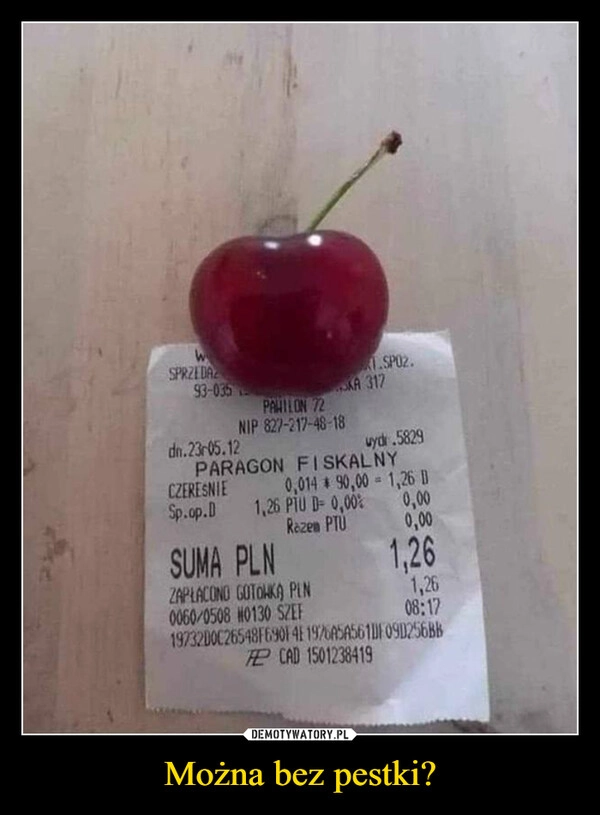 W
SPRZEDAŻ .SPOŻ.
93-035 317
PAWILON 72
NIP 827-217-48-18
dn.23r05.12 wydr.5829
PARAGON FISKALNY
CZEREŚNIE 0,014 * 90,00 = 1,26 D
Sp.op.D 1,26 PTU D= 0,00% 0,00
Razem PTU 0,00
SUMA PLN 1,26
ZAPŁACONO GOTÓWKĄ PLN 1,26
0060/0508 #0130 SZEF 08:17
CAD 1501238419
DEMOTYWATORY.PL
Można bez pestki?